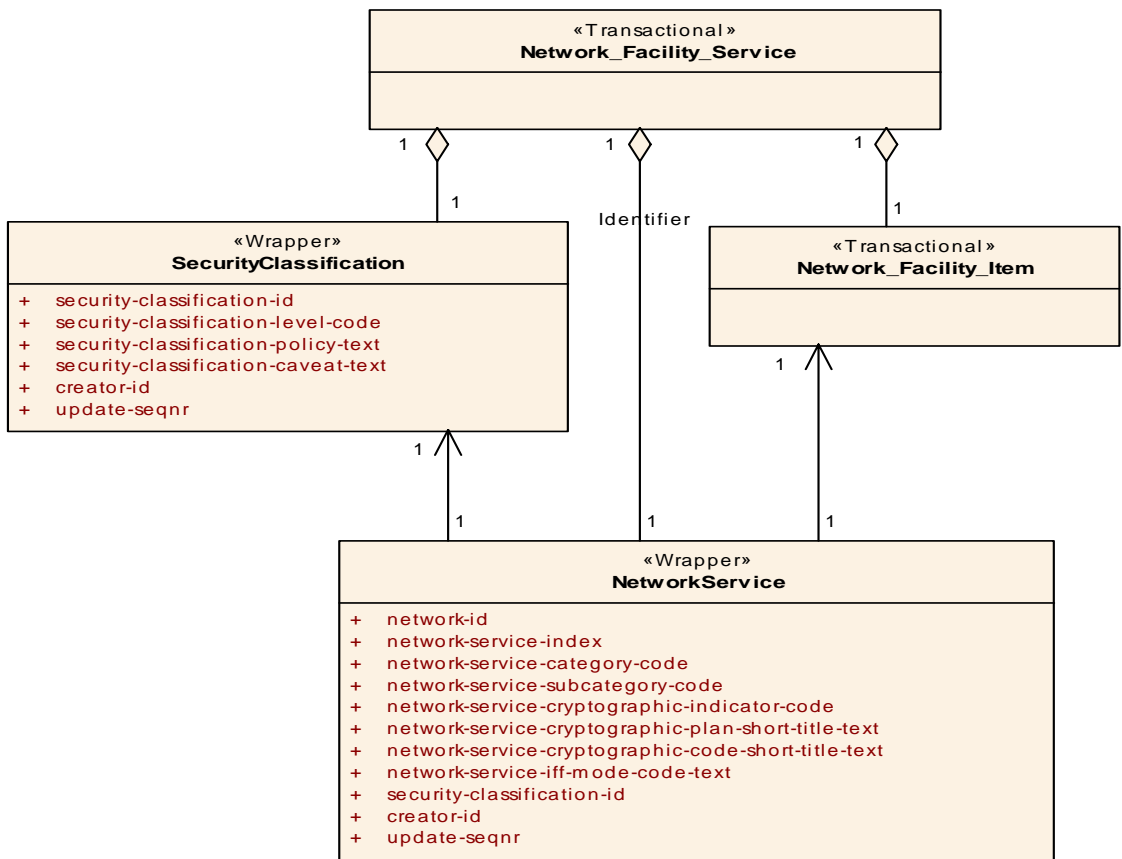 «Transactional»
Network_Facility_Service
1
1
1
1
Identifier
1
«Wrapper»
SecurityClassification
+ security-classification-id
+ security-classification-level-code
+ security-classification-policy-text
+ security-classification-caveat-text
+ creator-id
+ update-seqnr
«Transactional»
Network_Facility_Item
1
1
1
1
1
«Wrapper»
NetworkService
+ network-id
+ network-service-index
+ network-service-category-code
+ network-service-subcategory-code
+ network-service-cryptographic-indicator-code
+ network-service-cryptographic-plan-short-title-text
+ network-service-cryptographic-code-short-title-text
+ network-service-iff-mode-code-text
+ security-classification-id
+ creator-id
+ update-seqnr